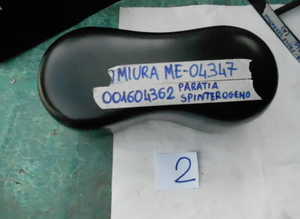 MIURA ME-04347
001604362 PARATIA
SPINTEROGENO
2